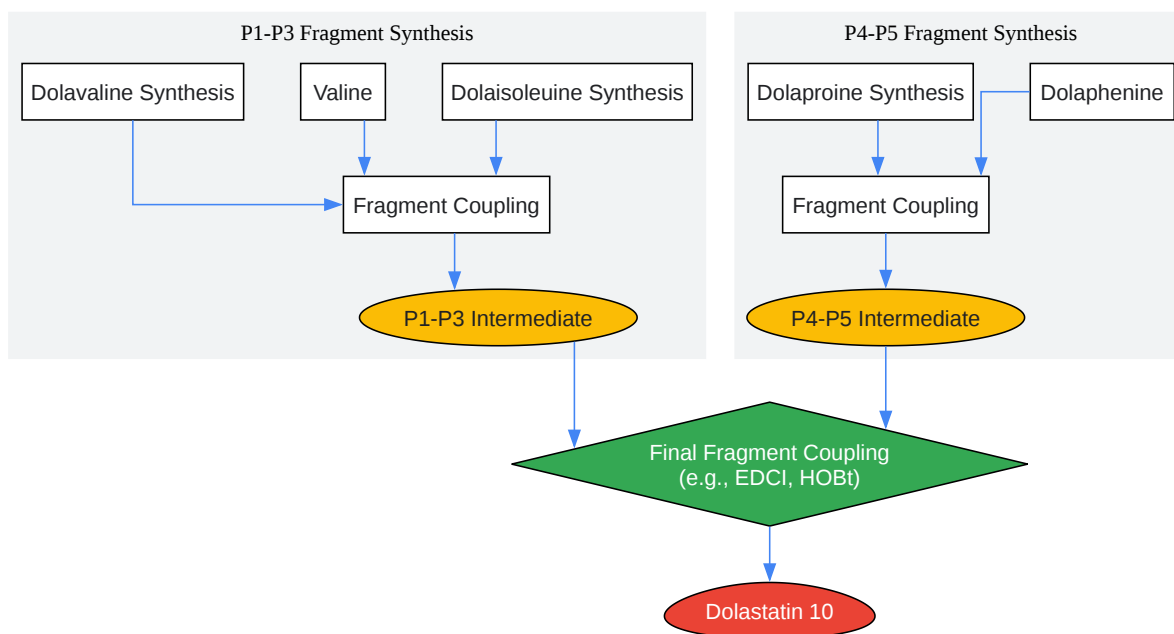 P1-P3 Fragment Synthesis
P4-P5 Fragment Synthesis
Dolavaline Synthesis
Valine
Dolaisoleuine Synthesis
Dolaproine Synthesis
Dolaphenine
Fragment Coupling
Fragment Coupling
P1-P3 Intermediate
P4-P5 Intermediate
Final Fragment Coupling
(e.g., EDCI, HOBt)
Dolastatin 10